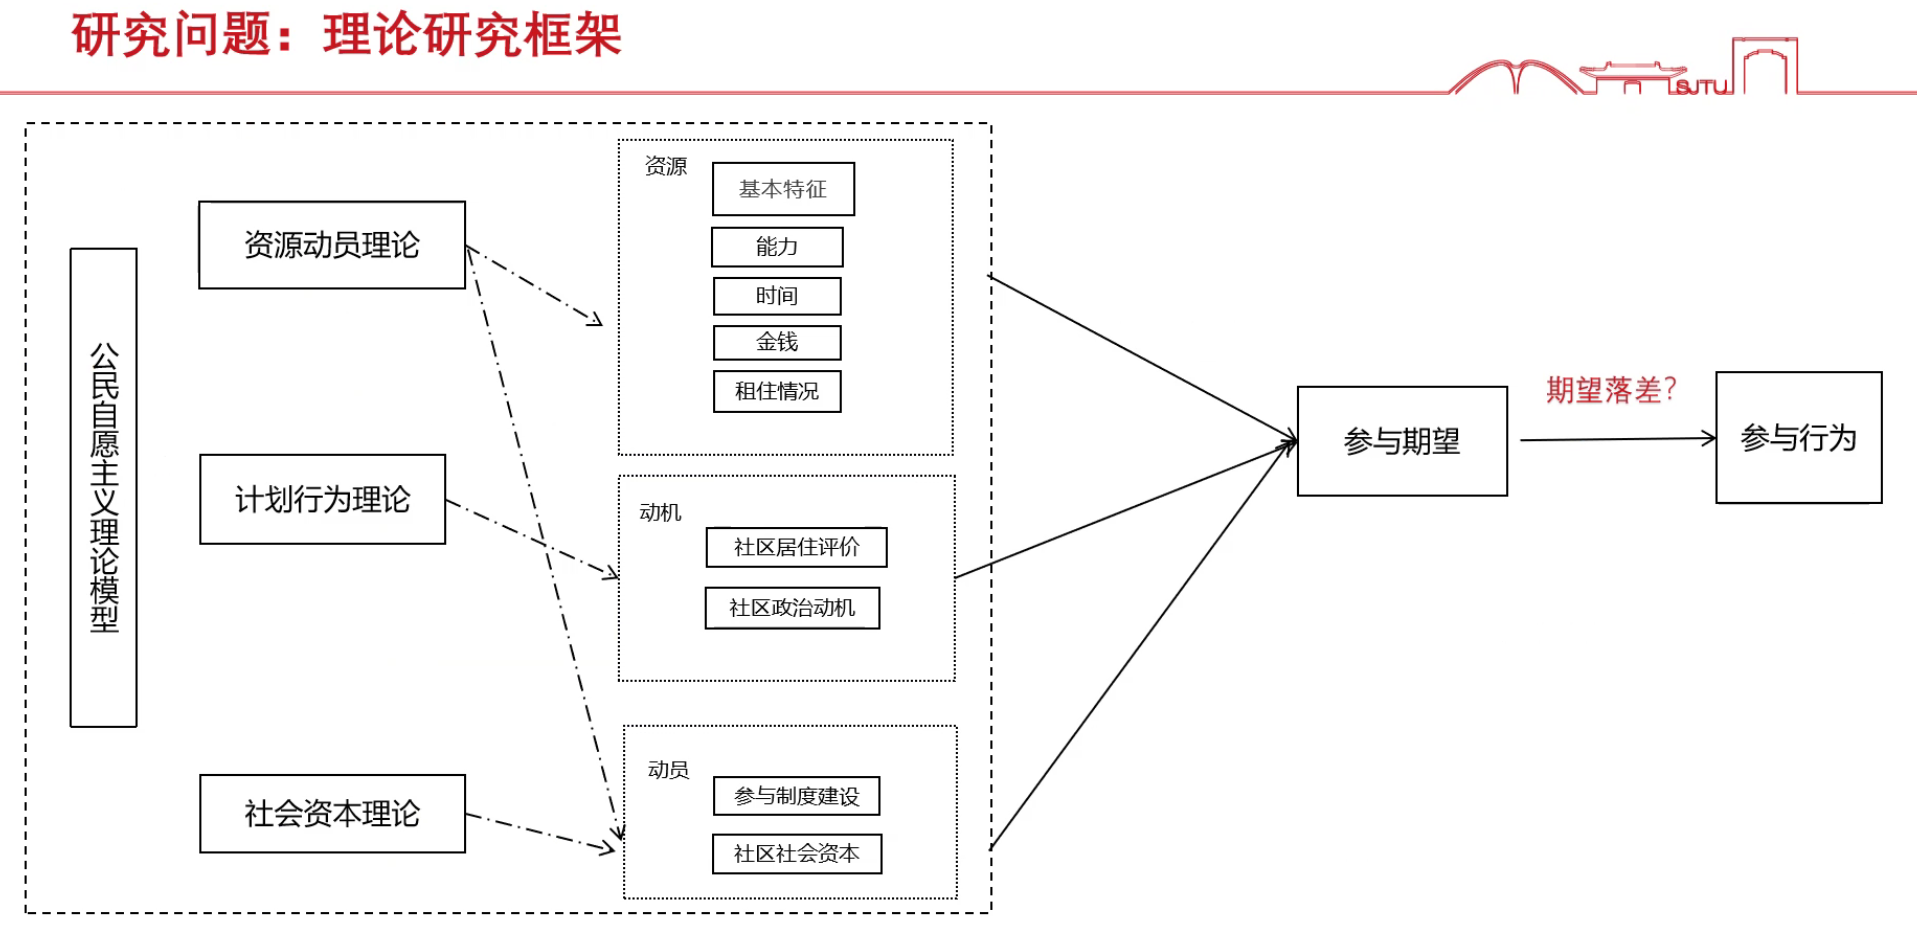 研究问题：理论研究框架
SJTU
公民自愿主义理论模型
资源动员理论
计划行为理论
社会资本理论
资源
基本特征
能力
时间
金钱
租住情况
动机
社区居住评价
社区政治动机
动员
参与制度建设
社区社会资本
参与期望
期望落差?
参与行为